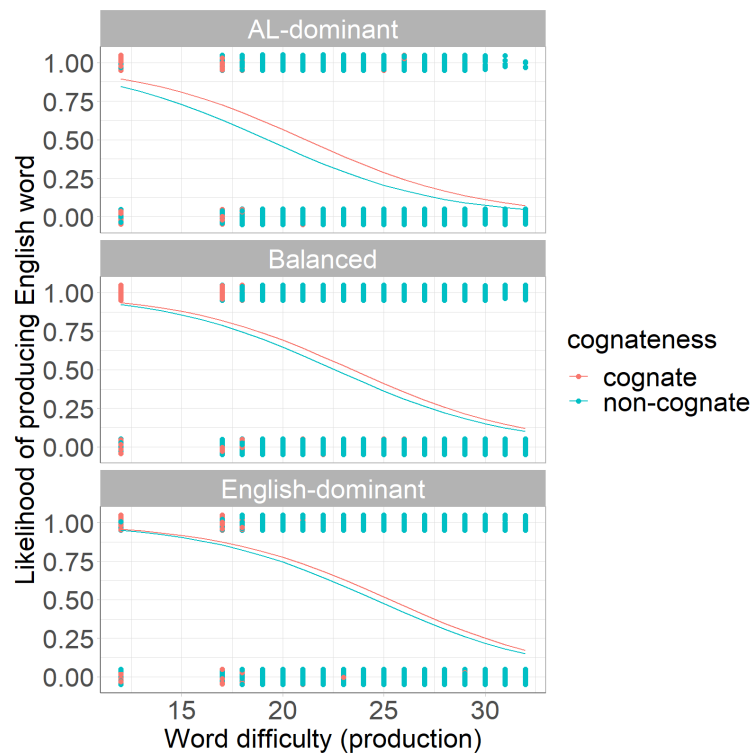 AL-dominant
1.00
0.75
0.50
0.25
0.00
Balanced
1.00
0.75
0.50
0.25
0.00
English-dominant
1.00
0.75
0.50
0.25
0.00
15 20 25 30
Word difficulty (production)
Likelihood of producing English word
cognateness
cognate
non-cognate